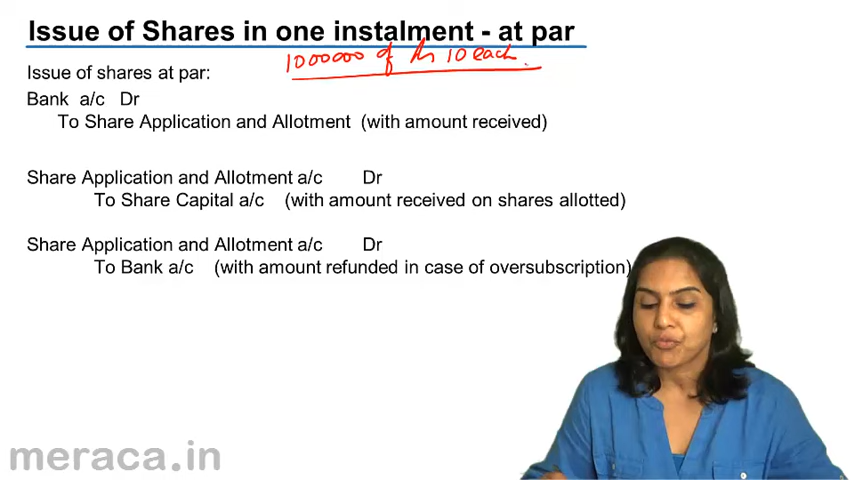 Issue of Shares in one instalment - at par
1000000 of Rs 10 each.
Issue of shares at par:
Bank a/c Dr
To Share Application and Allotment (with amount received)
Share Application and Allotment a/c Dr
To Share Capital a/c (with amount received on shares allotted)
Share Application and Allotment a/c Dr
To Bank a/c (with amount refunded in case of oversubscription)
meraca.in